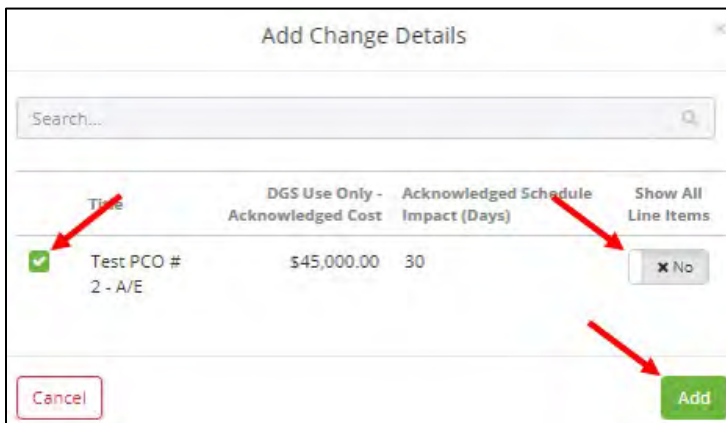 Add Change Details
×
Search...
Title
DGS Use Only -
Acknowledged Cost
Acknowledged Schedule
Impact (Days)
Show All
Line Items
Test PCO #
2 - A/E
$45,000.00
30
✖ No
Cancel
Add